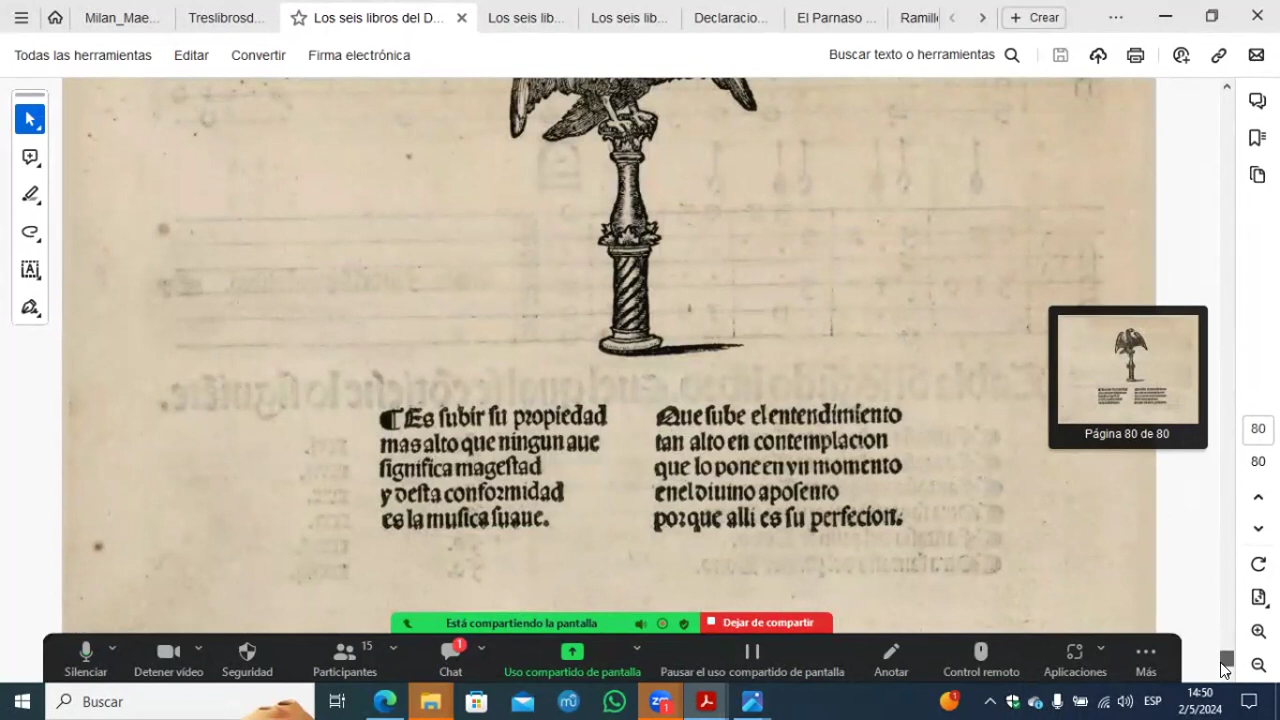 Milan_Mae...
Treslibrosd...
Los seis libros del D...
Los seis lib...
Los seis lib...
Declaracio...
El Parnaso ...
Ramille
Crear
Todas las herramientas
Editar
Convertir
Firma electrónica
Buscar texto o herramientas
¶Es subir su propiedad
mas alto que ningun aue
significa magestad
y desta conformidad
es la musica suaue.
Que sube el entendimiento
tan alto en contemplacion
que lo pone en vn momento
enel diuino aposento
porque alli es su perfecion.
Página 80 de 80
80
80
Está compartiendo la pantalla
Dejar de compartir
Silenciar
Detener vídeo
Seguridad
15
Participantes
1
Chat
Uso compartido de pantalla
Pausar el uso compartido de pantalla
Anotar
Control remoto
Aplicaciones
Más
Buscar
ESP
14:50
2/5/2024